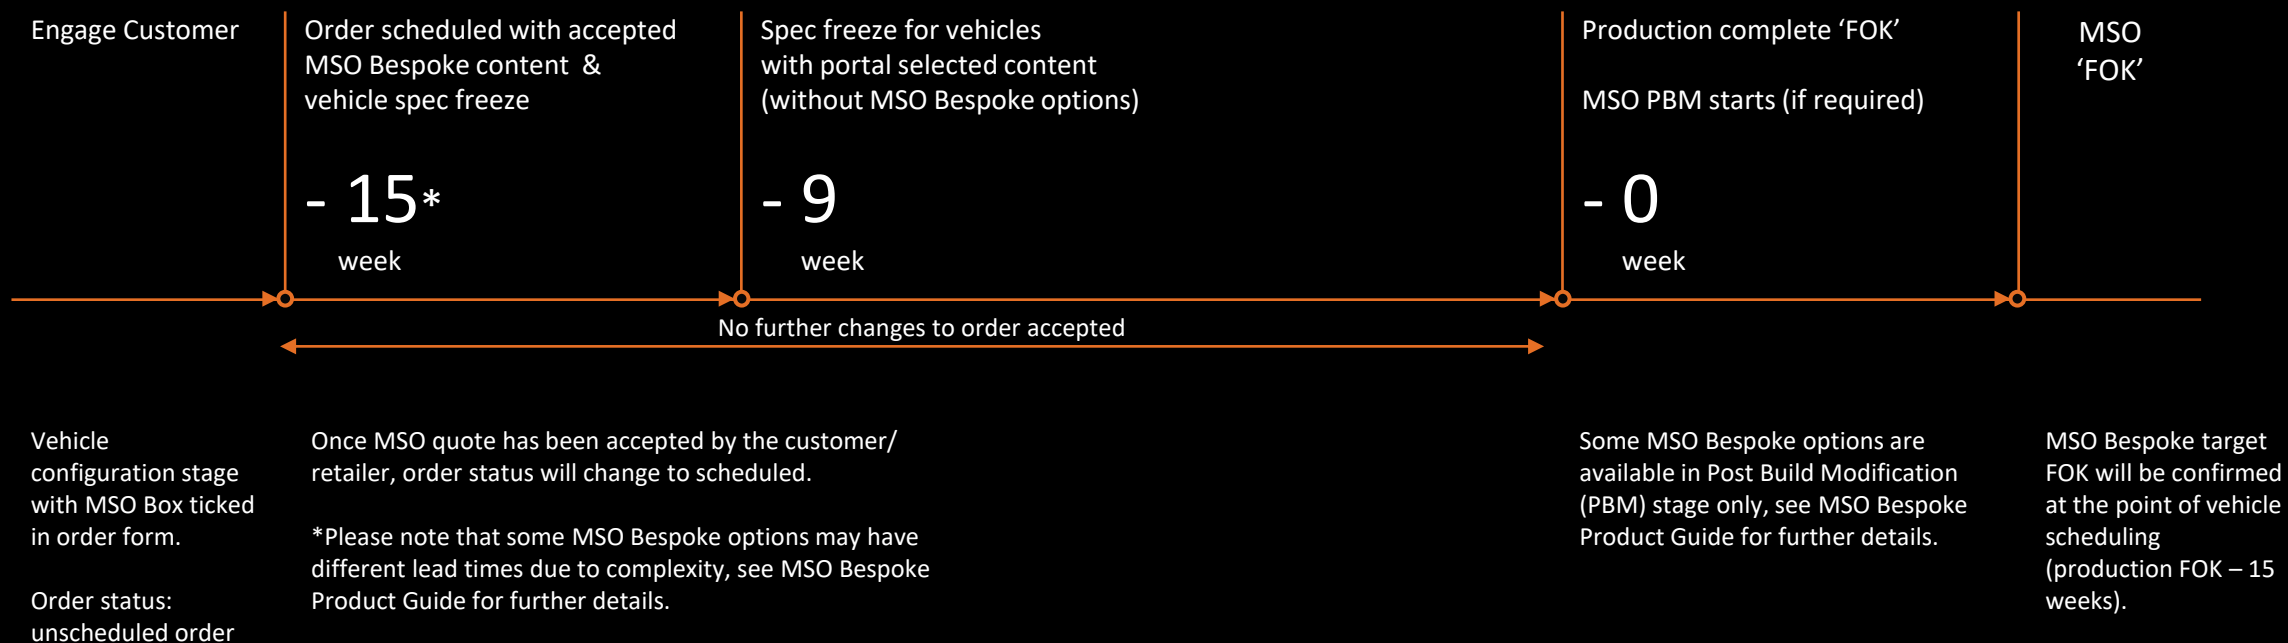 Engage Customer
Order scheduled with accepted
MSO Bespoke content &
vehicle spec freeze
- 15*
week
Spec freeze for vehicles
with portal selected content
(without MSO Bespoke options)
- 9
week
Production complete ‘FOK’
MSO PBM starts (if required)
- 0
week
MSO
‘FOK’
No further changes to order accepted
Vehicle
configuration stage
with MSO Box ticked
in order form.
Order status:
unscheduled order
Once MSO quote has been accepted by the customer/
retailer, order status will change to scheduled.
*Please note that some MSO Bespoke options may have
different lead times due to complexity, see MSO Bespoke
Product Guide for further details.
Some MSO Bespoke options are
available in Post Build Modification
(PBM) stage only, see MSO Bespoke
Product Guide for further details.
MSO Bespoke target
FOK will be confirmed
at the point of vehicle
scheduling
(production FOK – 15
weeks).